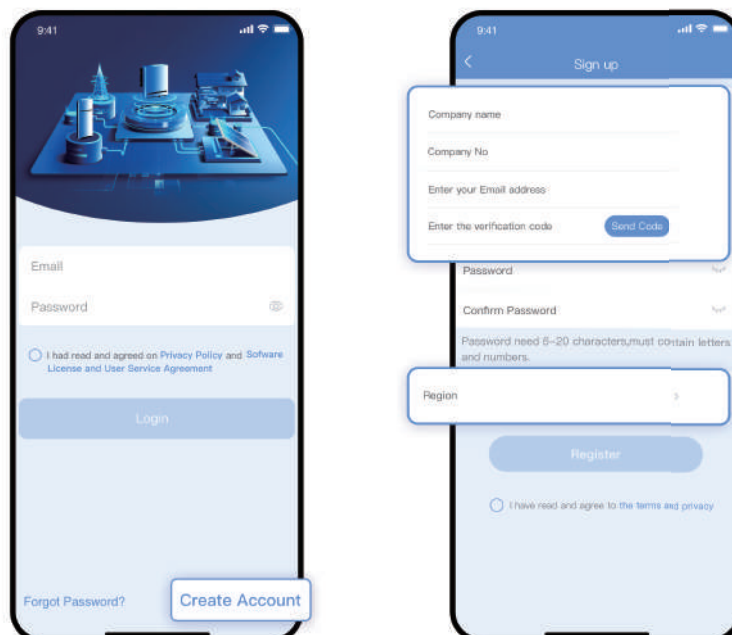 9:41
Email
Password
I had read and agreed on Privacy Policy and Sofware
License and User Service Agreement
Login
Forgot Password?
Create Account
9:41
Sign up
Company name
Company No
Enter your Email address
Enter the verification code
Send Code
Password
Confirm Password
Password need 6-20 characters,must contain letters
and numbers.
Region
Register
I have read and agree to the terms and privacy